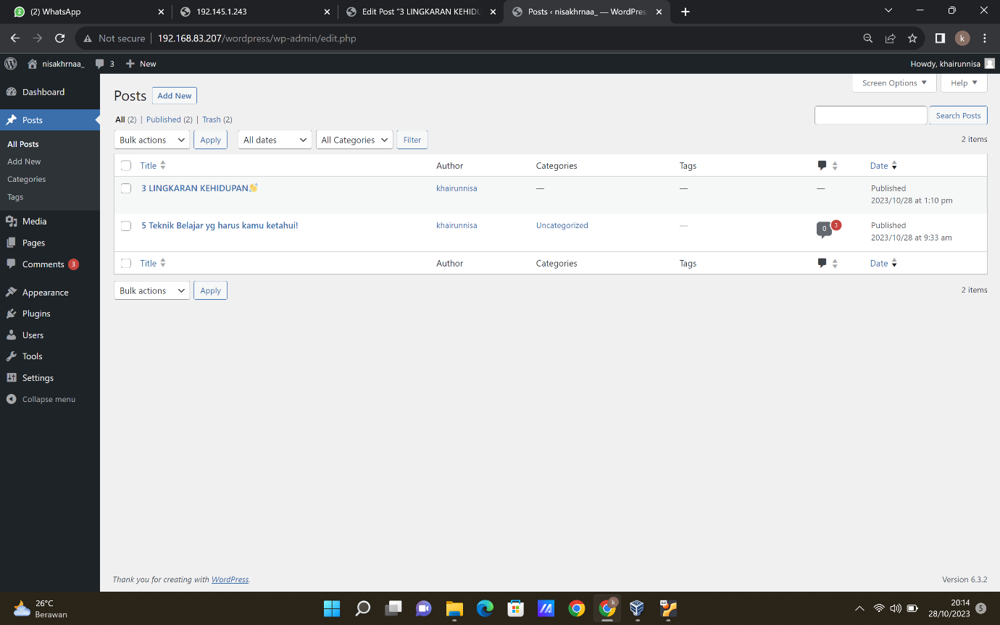 (2) WhatsApp
192.145.1.243
Edit Post “3 LINGKARAN KEHIDU
Posts ‹ nisakhrnaa_ — WordPres
Not secure 192.168.83.207/wordpress/wp-admin/edit.php
k
nisakhrnaa_ 3 New
Howdy, khairunnisa
Dashboard
Posts
All Posts
Add New
Categories
Tags
Media
Pages
Comments 3
Appearance
Plugins
Users
Tools
Settings
Collapse menu
Screen Options Help
Posts Add New
All (2) | Published (2) | Trash (2)
Search Posts
Bulk actions Apply All dates All Categories Filter
2 items
Title Author Categories Tags Date
3 LINGKARAN KEHIDUPAN👋 khairunnisa — — — Published
2023/10/28 at 1:10 pm
5 Teknik Belajar yg harus kamu ketahui! khairunnisa Uncategorized — 0 3 Published
2023/10/28 at 9:33 am
Title Author Categories Tags Date
Bulk actions Apply
2 items
Thank you for creating with WordPress.
Version 6.3.2
26°C
Berawan
20:14
28/10/2023
5